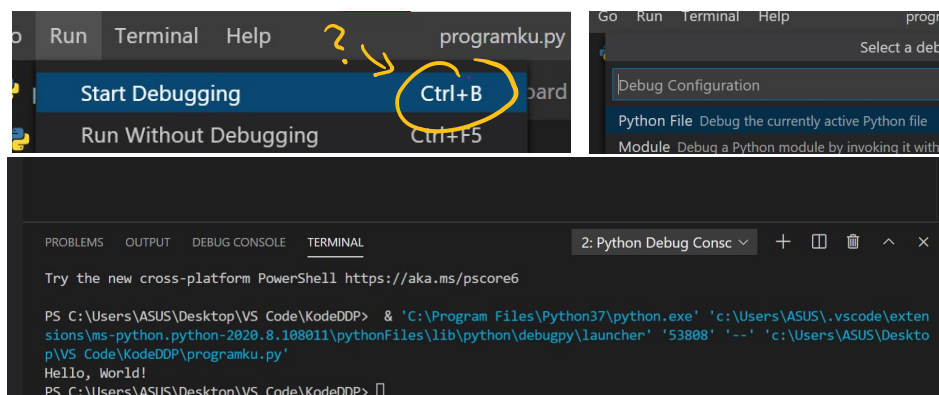 Run Terminal Help programku.py
?
Start Debugging Ctrl+B
Run Without Debugging Ctrl+F5
Go Run Terminal Help
Select a deb
Debug Configuration
Python File Debug the currently active Python file
Module Debug a Python module by invoking it with
PROBLEMS OUTPUT DEBUG CONSOLE TERMINAL 2: Python Debug Consc
Try the new cross-platform PowerShell https://aka.ms/pscore6
PS C:\Users\ASUS\Desktop\VS Code\KodeDDP> & 'C:\Program Files\Python37\python.exe' 'c:\Users\ASUS\.vscode\exten
sions\ms-python.python-2020.8.108011\pythonFiles\lib\python\debugpy\launcher' '53808' '--' 'c:\Users\ASUS\Deskto
p\VS Code\KodeDDP\programku.py'
Hello, World!
PS C:\Users\ASUS\Desktop\VS Code\KodeDDP>